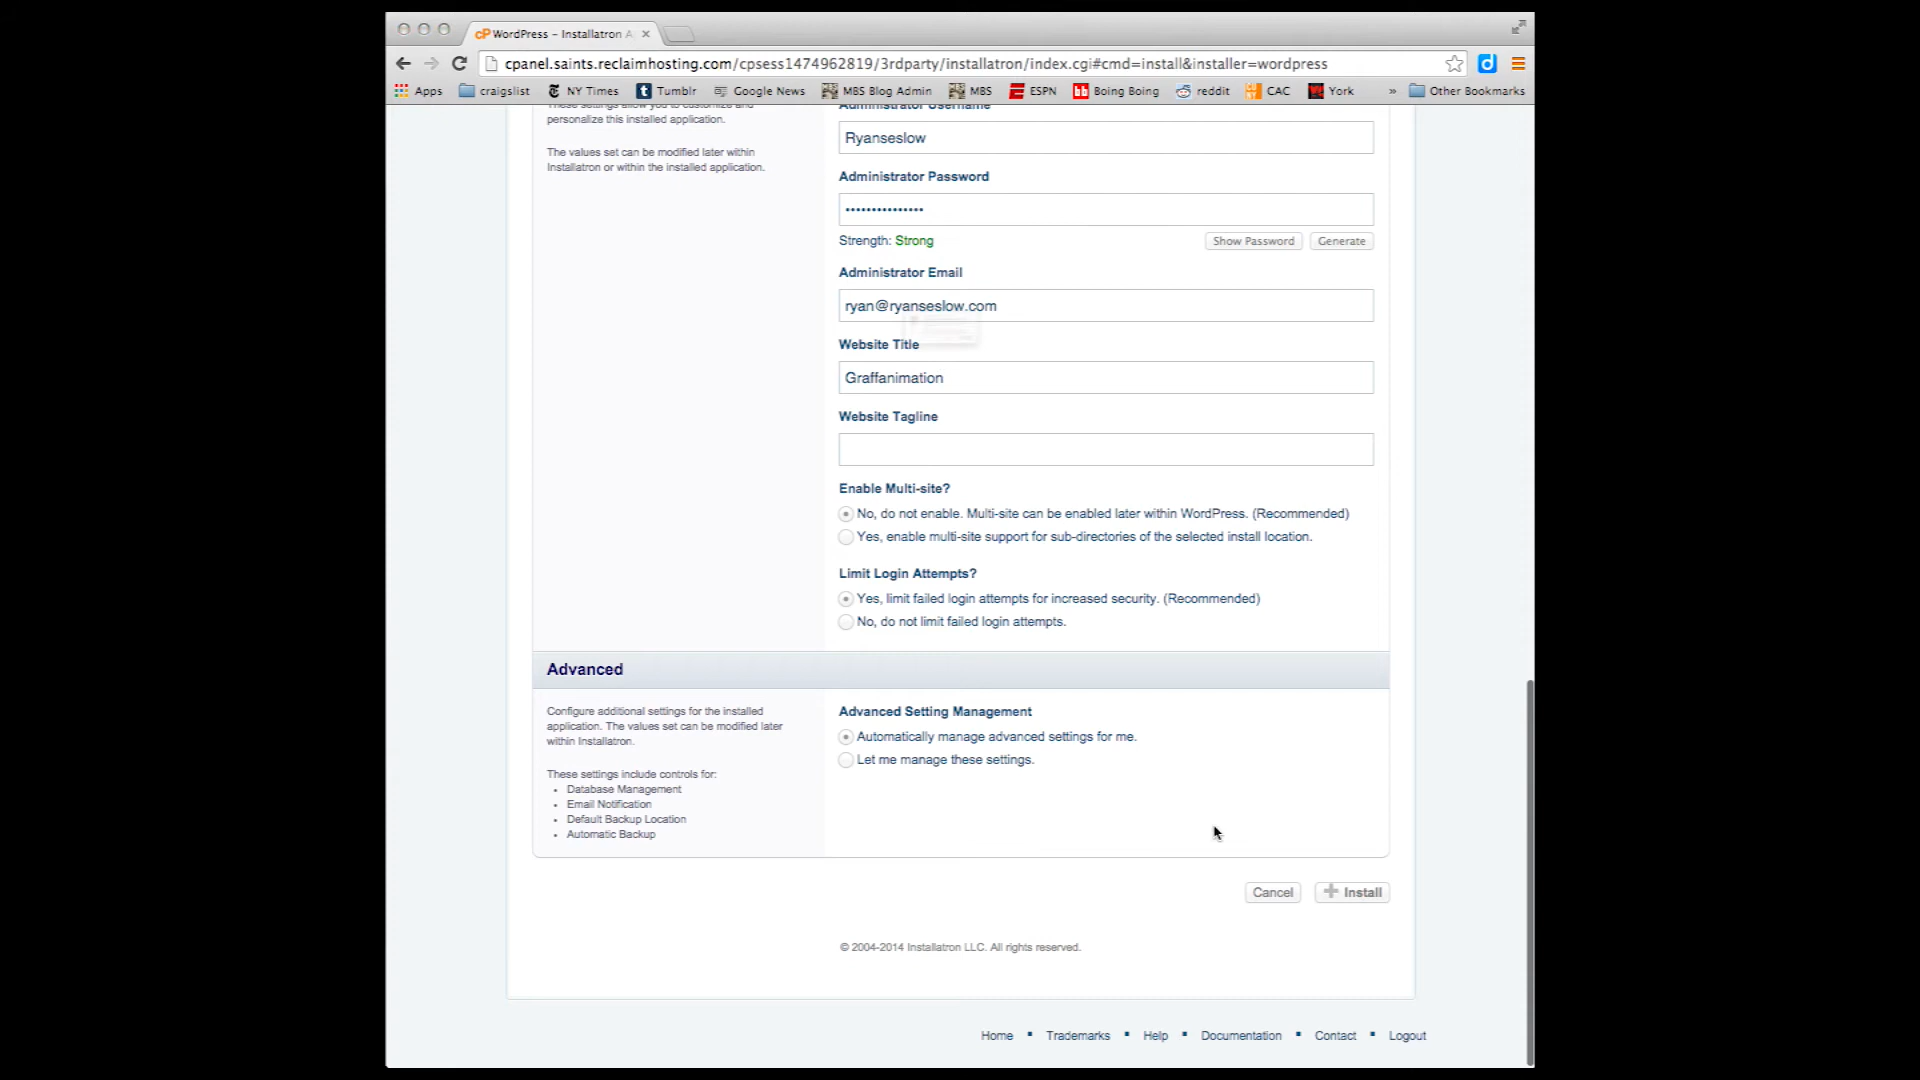 WordPress – Installatron A
cpanel.saints.reclaimhosting.com/cpsess1474962819/3rdparty/installatron/index.cgi#cmd=install&installer=wordpress
Apps craigslist NY Times Tumblr Google News MBS Blog Admin MBS ESPN Boing Boing reddit CAC York » Other Bookmarks
These settings allow you to customize and
personalize this installed application.
The values set can be modified later within
Installatron or within the installed application.
Administrator Username
Ryanseslow
Administrator Password
•••••••••••••••
Strength: Strong
Show Password Generate
Administrator Email
ryan@ryanseslow.com
Website Title
Graffanimation
Website Tagline
Enable Multi-site?
No, do not enable. Multi-site can be enabled later within WordPress. (Recommended)
Yes, enable multi-site support for sub-directories of the selected install location.
Limit Login Attempts?
Yes, limit failed login attempts for increased security. (Recommended)
No, do not limit failed login attempts.
Advanced
Configure additional settings for the installed
application. The values set can be modified later
within Installatron.
These settings include controls for:
• Database Management
• Email Notification
• Default Backup Location
• Automatic Backup
Advanced Setting Management
Automatically manage advanced settings for me.
Let me manage these settings.
Cancel + Install
© 2004-2014 Installatron LLC. All rights reserved.
Home ▪ Trademarks ▪ Help ▪ Documentation ▪ Contact ▪ Logout